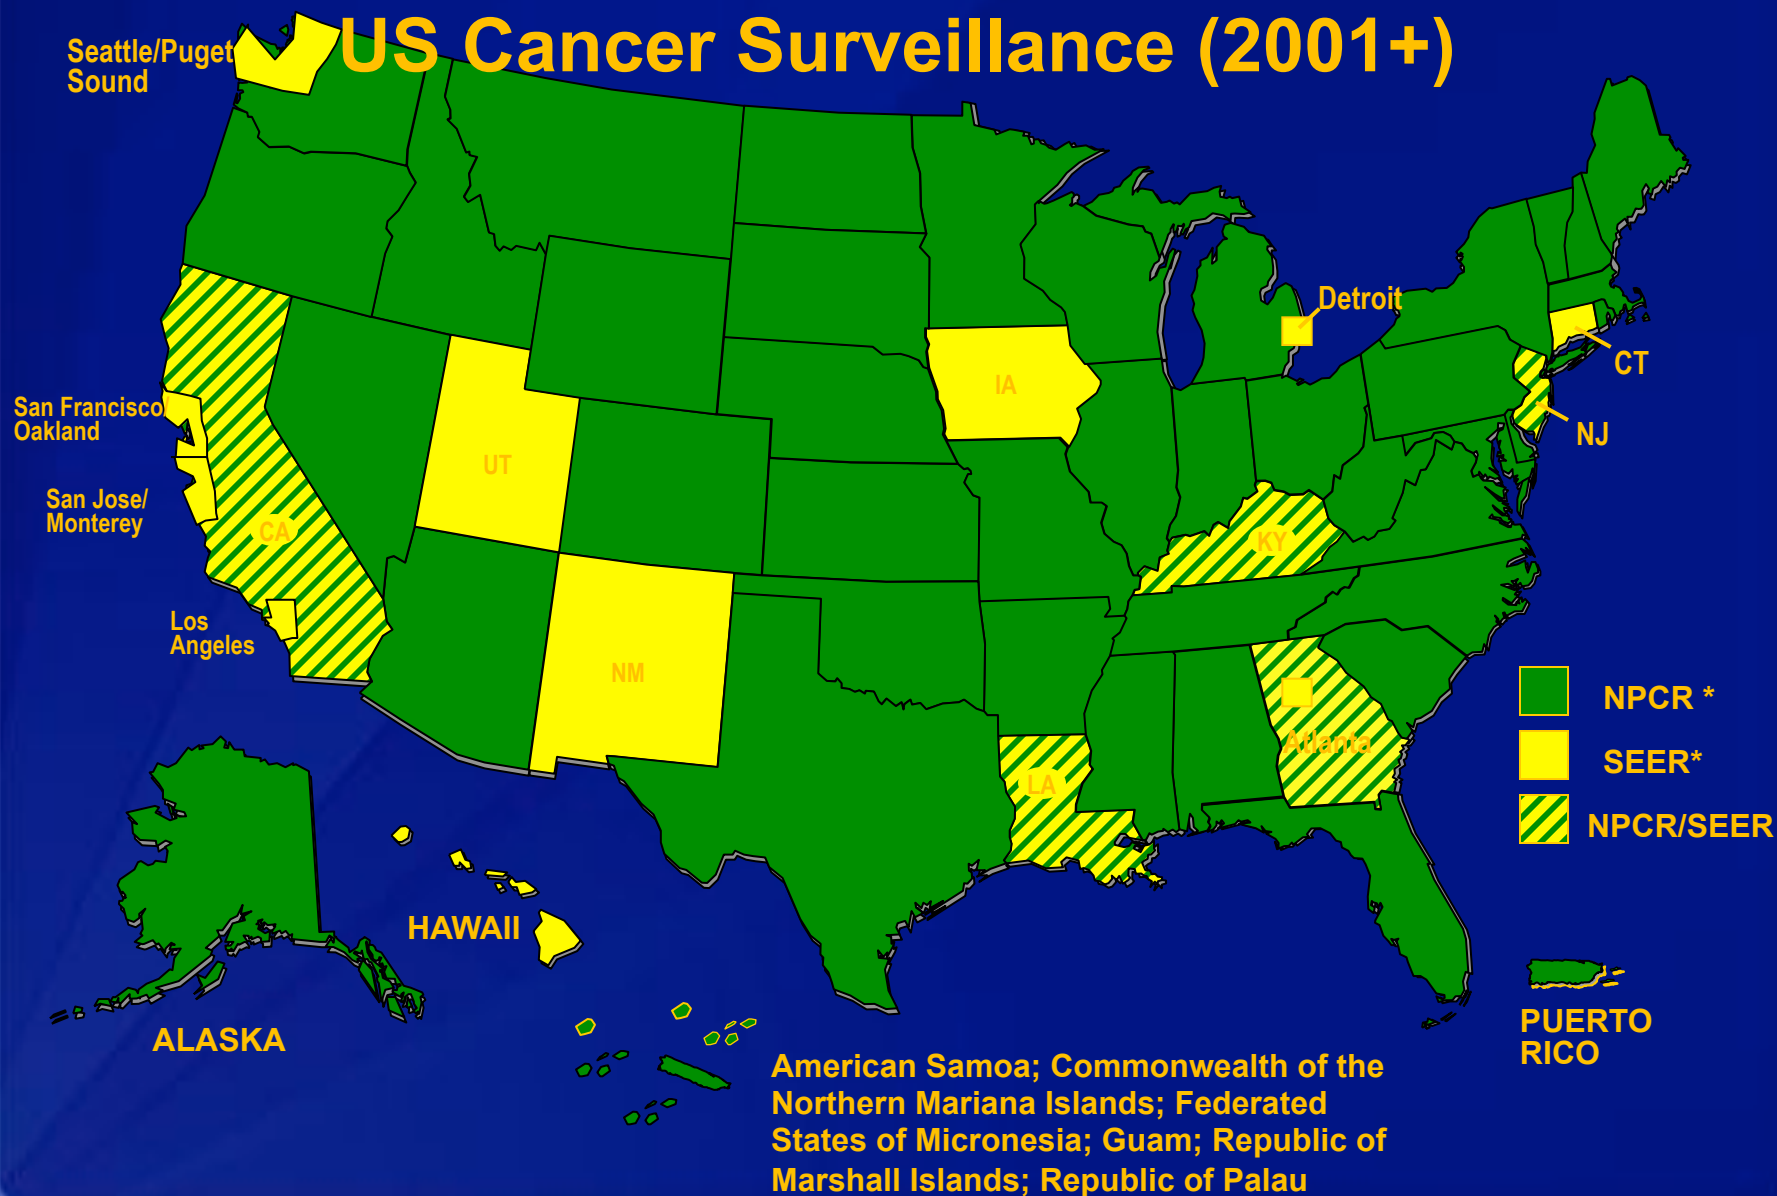 US Cancer Surveillance (2001+)
Seattle/Puget
Sound
Detroit
CT
NJ
IA
UT
San Francisco/
Oakland
San Jose/
Monterey
CA
KY
Los
Angeles
NM
Atlanta
LA
NPCR *
SEER*
NPCR/SEER
HAWAII
ALASKA
PUERTO
RICO
American Samoa; Commonwealth of the
Northern Mariana Islands; Federated
States of Micronesia; Guam; Republic of
Marshall Islands; Republic of Palau